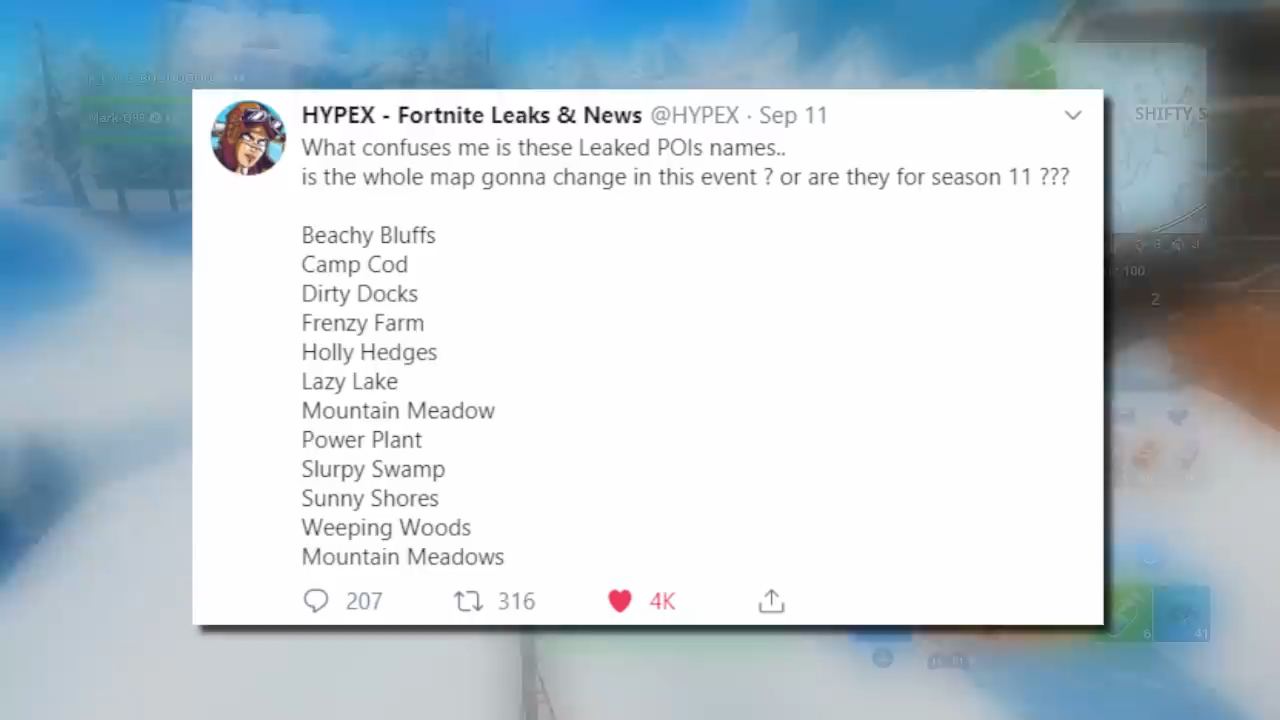 HYPEX - Fortnite Leaks & News @HYPEX · Sep 11
What confuses me is these Leaked POIs names..
is the whole map gonna change in this event ? or are they for season 11 ???
Beachy Bluffs
Camp Cod
Dirty Docks
Frenzy Farm
Holly Hedges
Lazy Lake
Mountain Meadow
Power Plant
Slurpy Swamp
Sunny Shores
Weeping Woods
Mountain Meadows
207 316 4K
SHIFTY S
100
2
6 41